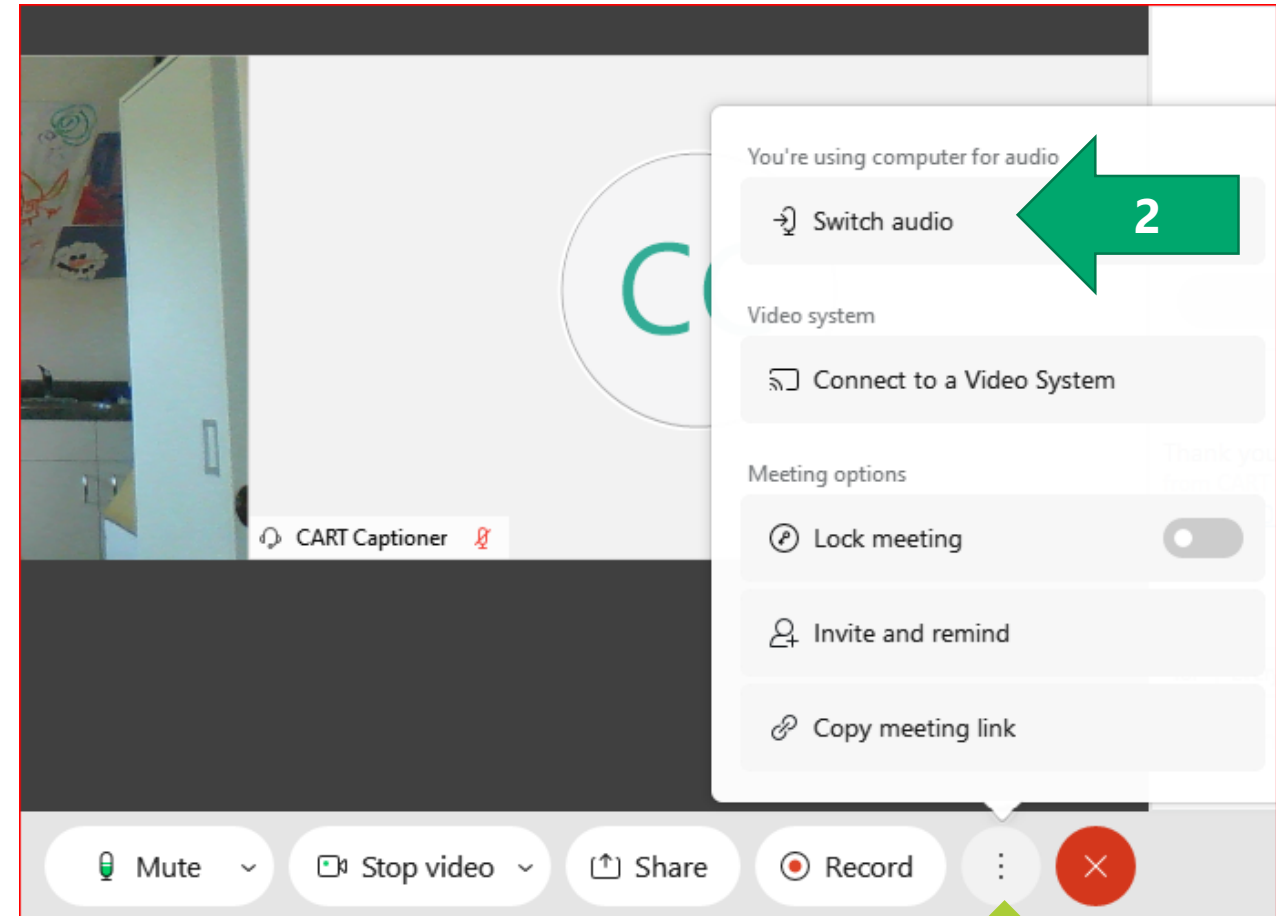 You're using computer for audio
Switch audio
2
Video system
Connect to a Video System
Meeting options
CART Captioner
Lock meeting
Invite and remind
Copy meeting link
Mute
Stop video
Share
Record